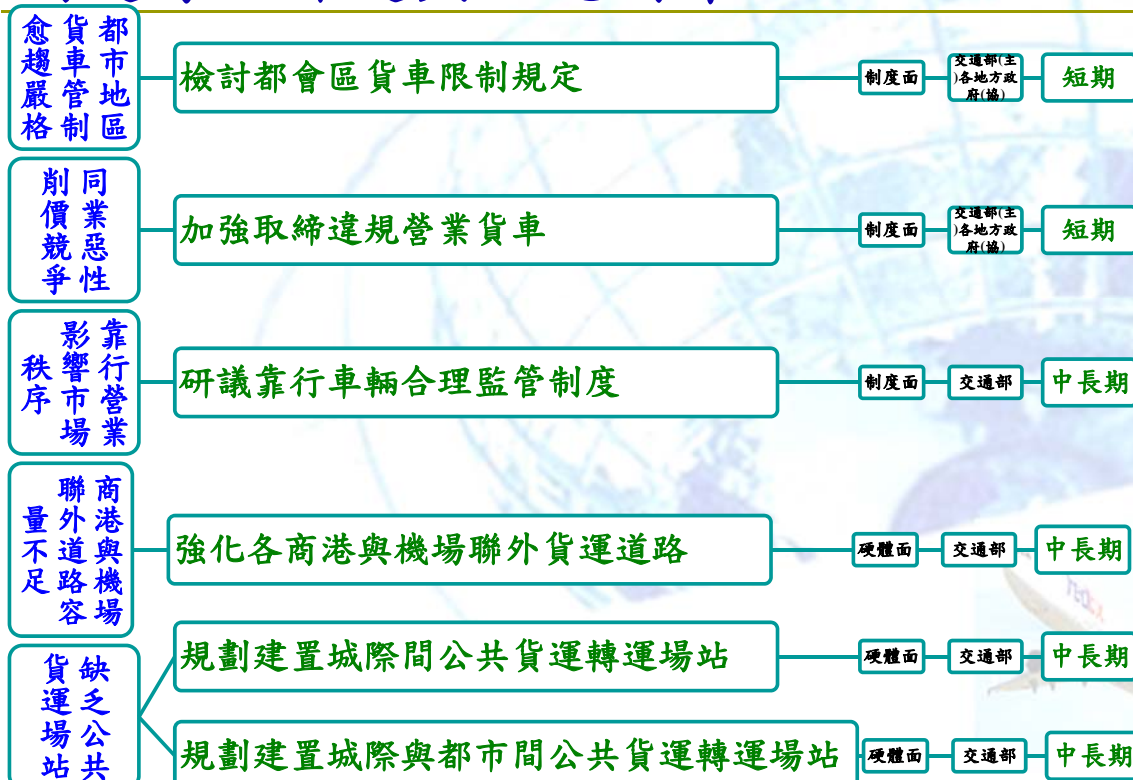 都市地區
貨車管制
愈趨嚴格
檢討都會區貨車限制規定
制度面
交通部(主
)各地方政
府(協)
短期
同業惡性
削價競爭
加強取締違規營業貨車
制度面
交通部(主
)各地方政
府(協)
短期
靠行營業
影響市場
秩序
研議靠行車輛合理監管制度
制度面
交通部
中長期
商港與機場
聯外道路容
量不足
強化各商港與機場聯外貨運道路
硬體面
交通部
中長期
缺乏公共
貨運場站
規劃建置城際間公共貨運轉運場站
硬體面
交通部
中長期
規劃建置城際與都市間公共貨運轉運場站
硬體面
交通部
中長期